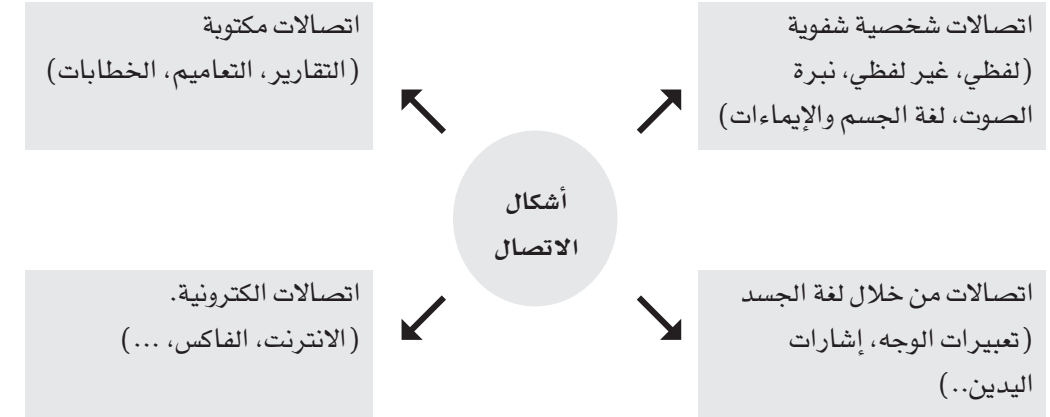 اتصالات شخصية شفوية
(لفظي، غير لفظي، نبرة
الصوت، لغة الجسم والإيماءات)
اتصالات مكتوبة
(التقارير، التعاميم، الخطابات)
أشكال
الاتصال
اتصالات من خلال لغة الجسد
(تعبيرات الوجه، إشارات
اليدين..)
اتصالات الكترونية.
(الانترنت، الفاكس، ...)